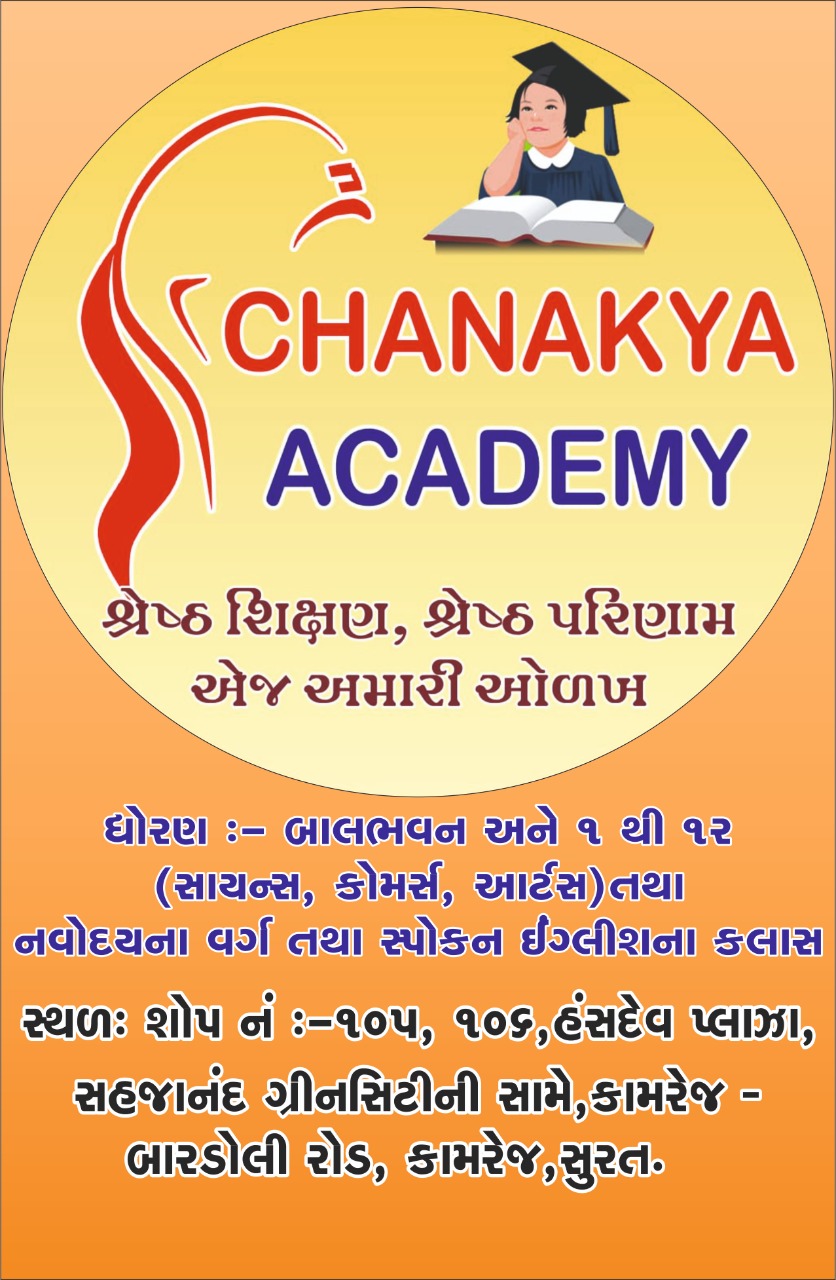 CHANAKYA
ACADEMY
શ્રેષ્ઠ શિક્ષણ, શ્રેષ્ઠ પરિણામ
એજ અમારી ઓળખ
ધોરણ :– બાલભવન અને ૧ થી ૧૨
(સાયન્સ, કોમર્સ, આર્ટસ)તથા
નવોદયના વર્ગ તથા સ્પોકન ઈંગ્લીશના કલાસ
સ્થળઃ શોપ નં :–૧૦૫, ૧૦૬,હંસદેવ પ્લાઝા,
સહજાનંદ ગ્રીનસિટીની સામે,કામરેજ -
બારડોલી રોડ, કામરેજ,સુરત.